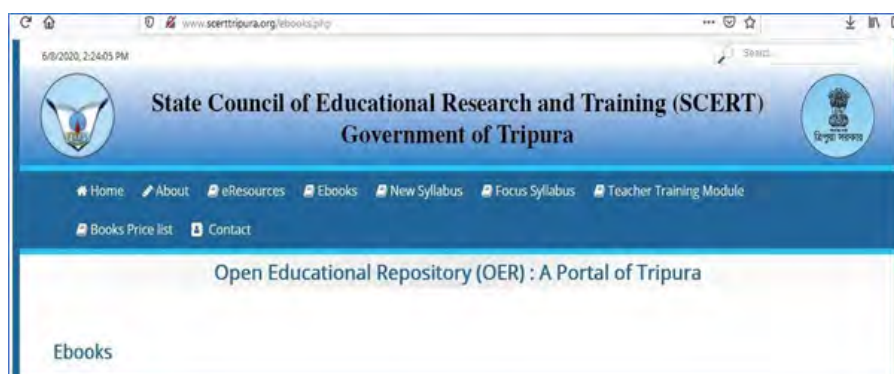 www.scerttripura.org/ebooks.php
6/8/2020, 2:24:05 PM
Search
State Council of Educational Research and Training (SCERT)
Government of Tripura
ত্রিপুরা সরকার
Home About eResources Ebooks New Syllabus Focus Syllabus Teacher Training Module
Books Price list Contact
Open Educational Repository (OER) : A Portal of Tripura
Ebooks